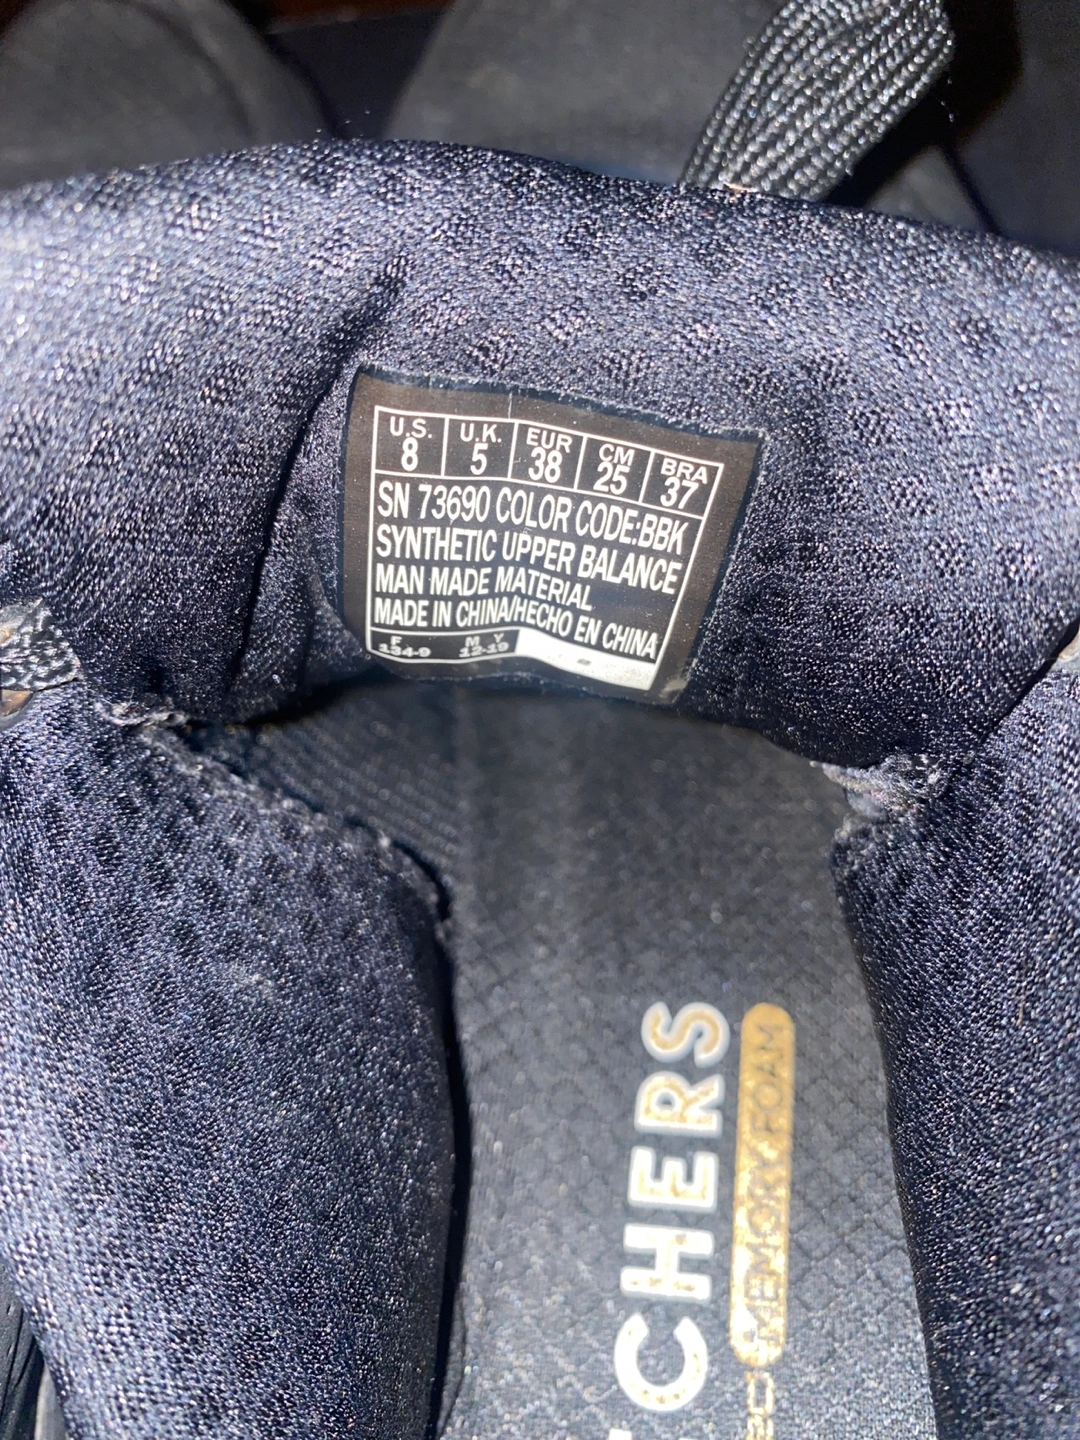 U.S. U.K. EUR CM BRA
8 5 38 25 37
SN 73690 COLOR CODE:BBK
SYNTHETIC UPPER BALANCE
MAN MADE MATERIAL
MADE IN CHINA/HECHO EN CHINA
F M Y
134-9 12-19
CHERS
MEMORY FOAM